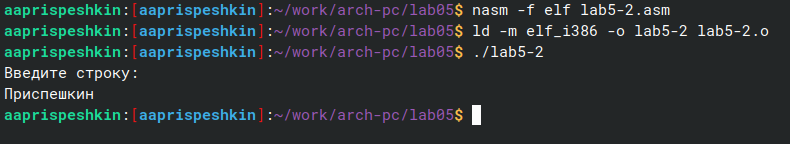 aaprispeshkin:[aaprispeshkin]:~/work/arch-pc/lab05$ nasm -f elf lab5-2.asm
aaprispeshkin:[aaprispeshkin]:~/work/arch-pc/lab05$ ld -m elf_i386 -o lab5-2 lab5-2.o
aaprispeshkin:[aaprispeshkin]:~/work/arch-pc/lab05$ ./lab5-2
Введите строку:
Приспешкин
aaprispeshkin:[aaprispeshkin]:~/work/arch-pc/lab05$